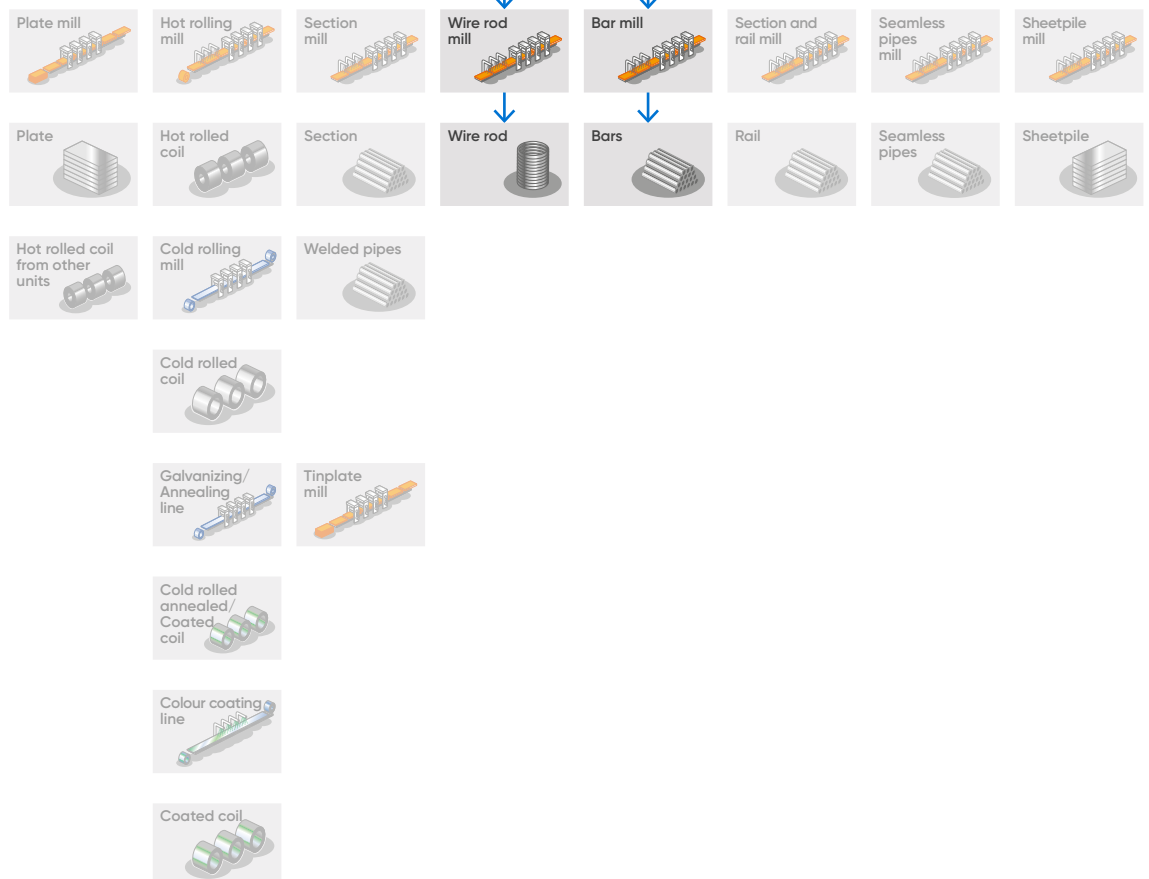 Plate mill
Hot rolling
mill
Section
mill
Wire rod
mill
Bar mill
Section and
rail mill
Seamless
pipes
mill
Sheetpile
mill
Plate
Hot rolled
coil
Section
Wire rod
Bars
Rail
Seamless
pipes
Sheetpile
Hot rolled coil
from other
units
Cold rolling
mill
Welded pipes
Cold rolled
coil
Galvanizing/
Annealing
line
Tinplate
mill
Cold rolled
annealed/
Coated
coil
Colour coating
line
Coated coil